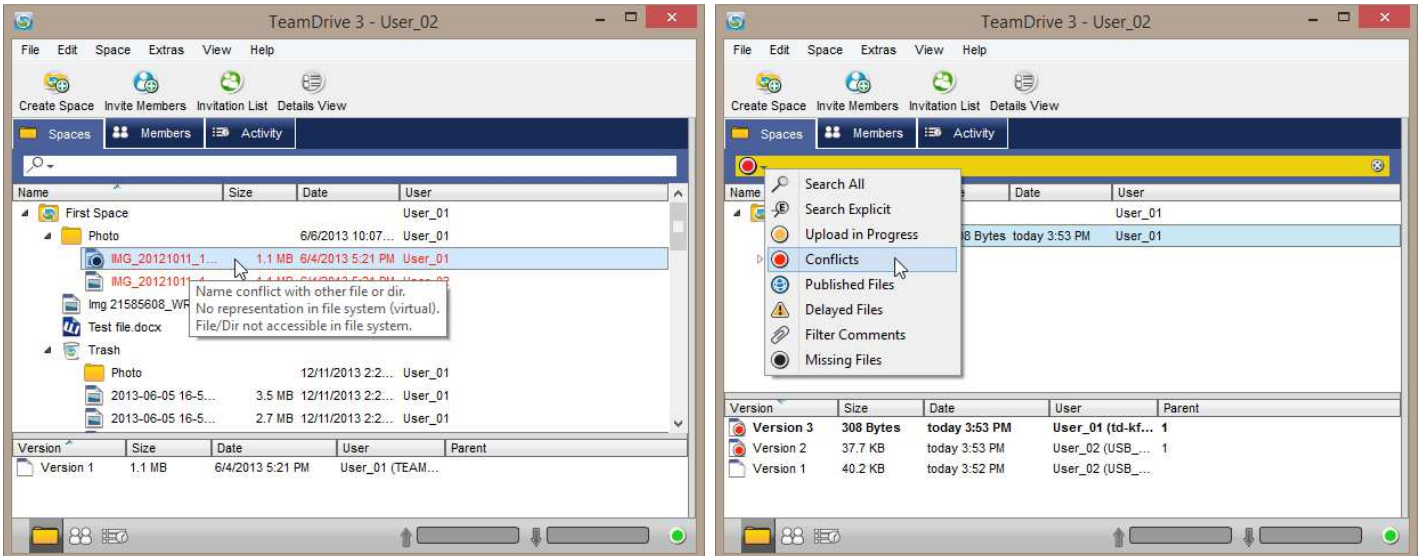 TeamDrive 3 - User_02
File Edit Space Extras View Help
Create Space Invite Members Invitation List Details View
Spaces Members Activity
Name Size Date User
First Space User_01
Photo 6/6/2013 10:07... User_01
IMG_20121011_1... 1.1 MB 6/4/2013 5:21 PM User_01
IMG_20121011
Name conflict with other file or dir.
No representation in file system (virtual).
File/Dir not accessible in file system.
Img 21585608_WR
Test file.docx
Trash
Photo 12/11/2013 2:2... User_01
2013-06-05 16-5... 3.5 MB 12/11/2013 2:2... User_01
2013-06-05 16-5... 2.7 MB 12/11/2013 2:2... User_01
Version Size Date User Parent
Version 1 1.1 MB 6/4/2013 5:21 PM User_01 (TEAM...
TeamDrive 3 - User_02
File Edit Space Extras View Help
Create Space Invite Members Invitation List Details View
Spaces Members Activity
Name Date User
User_01
8 Bytes today 3:53 PM User_01
Search All
Search Explicit
Upload in Progress
Conflicts
Published Files
Delayed Files
Filter Comments
Missing Files
Version Size Date User Parent
Version 3 308 Bytes today 3:53 PM User_01 (td-kf... 1
Version 2 37.7 KB today 3:53 PM User_02 (USB_... 1
Version 1 40.2 KB today 3:52 PM User_02 (USB_...